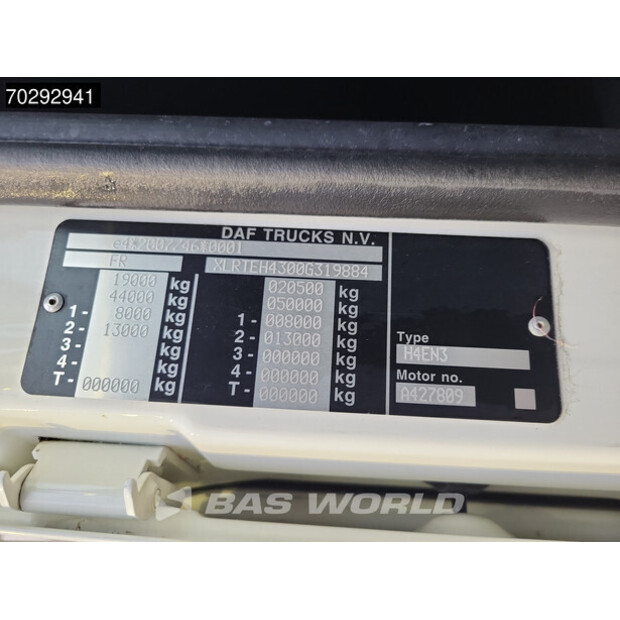 70292941
DAF TRUCKS N.V.
e4*2007/46*0001
FR XLRTEH4300G319884
19000 kg 020500 kg
44000 kg 050000 kg
1- 8000 kg 1- 008000 kg
2- 13000 kg 2- 013000 kg
3- kg 3- 000000 kg
4- kg 4- 000000 kg
T- 000000 kg T- 000000 kg
Type
H4EN3
Motor no.
A427809
BAS WORLD